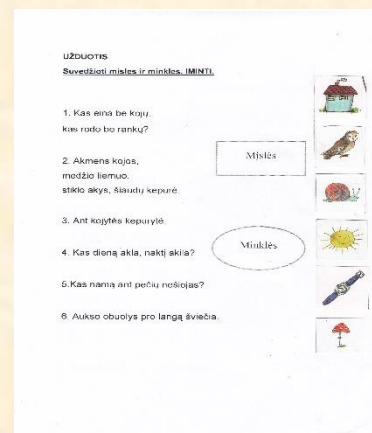 UŽDUOTIS
Suvedžioti misles ir minkles. ĮMINTI.
1. Kas eina be kojų,
kas rodo be rankų?
2. Akmens kojos,
medžio liemuo,
stiklo akys, šiaudų kepurė.
3. Ant kojytės kepurytė.
4. Kas dieną akla, naktį akila?
5.Kas namą ant pečių nešiojas?
6. Aukso obuolys pro langą šviečia.
Mįslės
Minklės